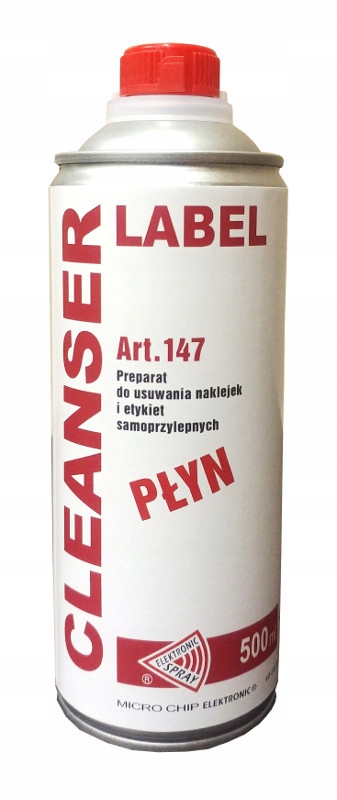 CLEANSER
LABEL
Art.147
Preparat
do usuwania naklejek
i etykiet
samoprzylepnych
PŁYN
ELEKTRONIC
SPRAY
®
500 ml
MICRO CHIP ELEKTRONIC®